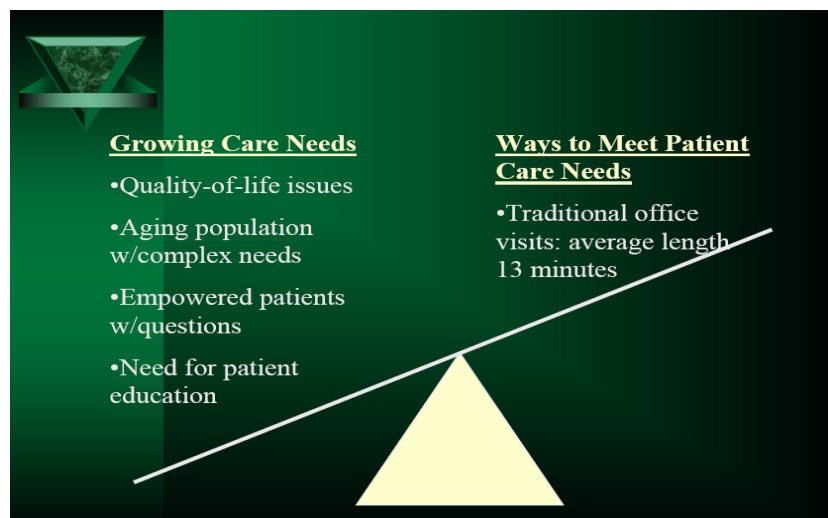 Growing Care Needs
•Quality-of-life issues
•Aging population
w/complex needs
•Empowered patients
w/questions
•Need for patient
education
Ways to Meet Patient
Care Needs
•Traditional office
visits: average length
13 minutes